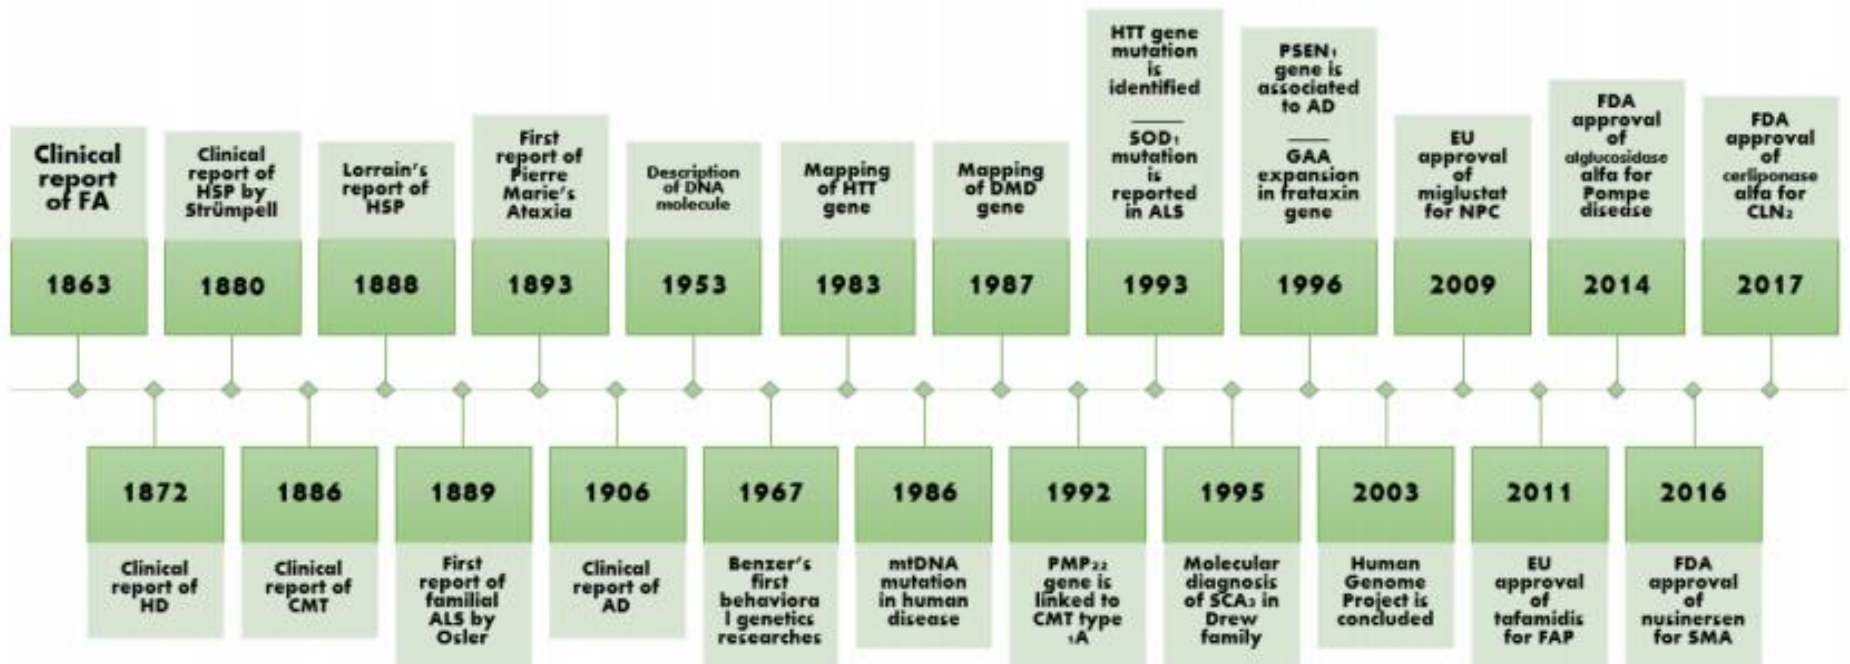 Clinical
report
of FA
1863
1872
Clinical
report of
HD
Clinical
report of
HSP by
Strümpell
1880
1886
Clinical
report of
CMT
Lorrain's
report of
HSP
1888
1889
First
report of
familial
ALS by
Osler
First
report of
Pierre
Marie's
Ataxia
1893
1906
Clinical
report of
AD
Description
of DNA
molecule
1953
1967
Benzer's
first
behaviora
l genetics
researches
Mapping
of HTT
gene
1983
1986
mtDNA
mutation
in human
disease
Mapping
of DMD
gene
1987
1992
PMP22
gene is
linked to
CMT type
1A
HTT gene
mutation
is
identified
SOD1
mutation
is
reported
in ALS
1993
1995
Molecular
diagnosis
of SCA3 in
Drew
family
PSEN1
gene is
associated
to AD
GAA
expansion
in frataxin
gene
1996
2003
Human
Genome
Project is
concluded
EU
approval
of
miglustat
for NPC
2009
2011
EU
approval
of
tafamidis
for FAP
FDA
approval
of
alglucosidase
alfa for
Pompe
disease
2014
2016
FDA
approval
of
nusinersen
for SMA
FDA
approval
of
cerliponase
alfa for
CLN2
2017